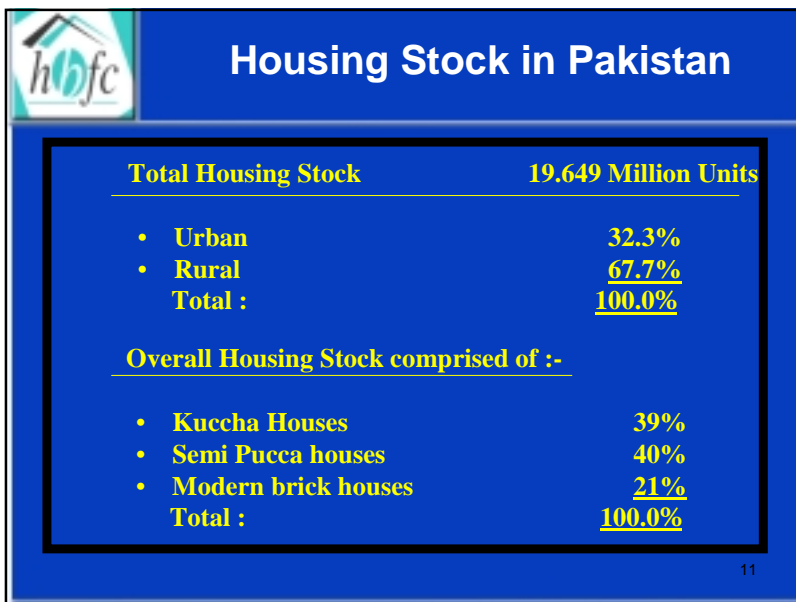 hbfc
Housing Stock in Pakistan
Total Housing Stock 19.649 Million Units
• Urban 32.3%
• Rural 67.7%
Total : 100.0%
Overall Housing Stock comprised of :-
• Kuccha Houses 39%
• Semi Pucca houses 40%
• Modern brick houses 21%
Total : 100.0%
11